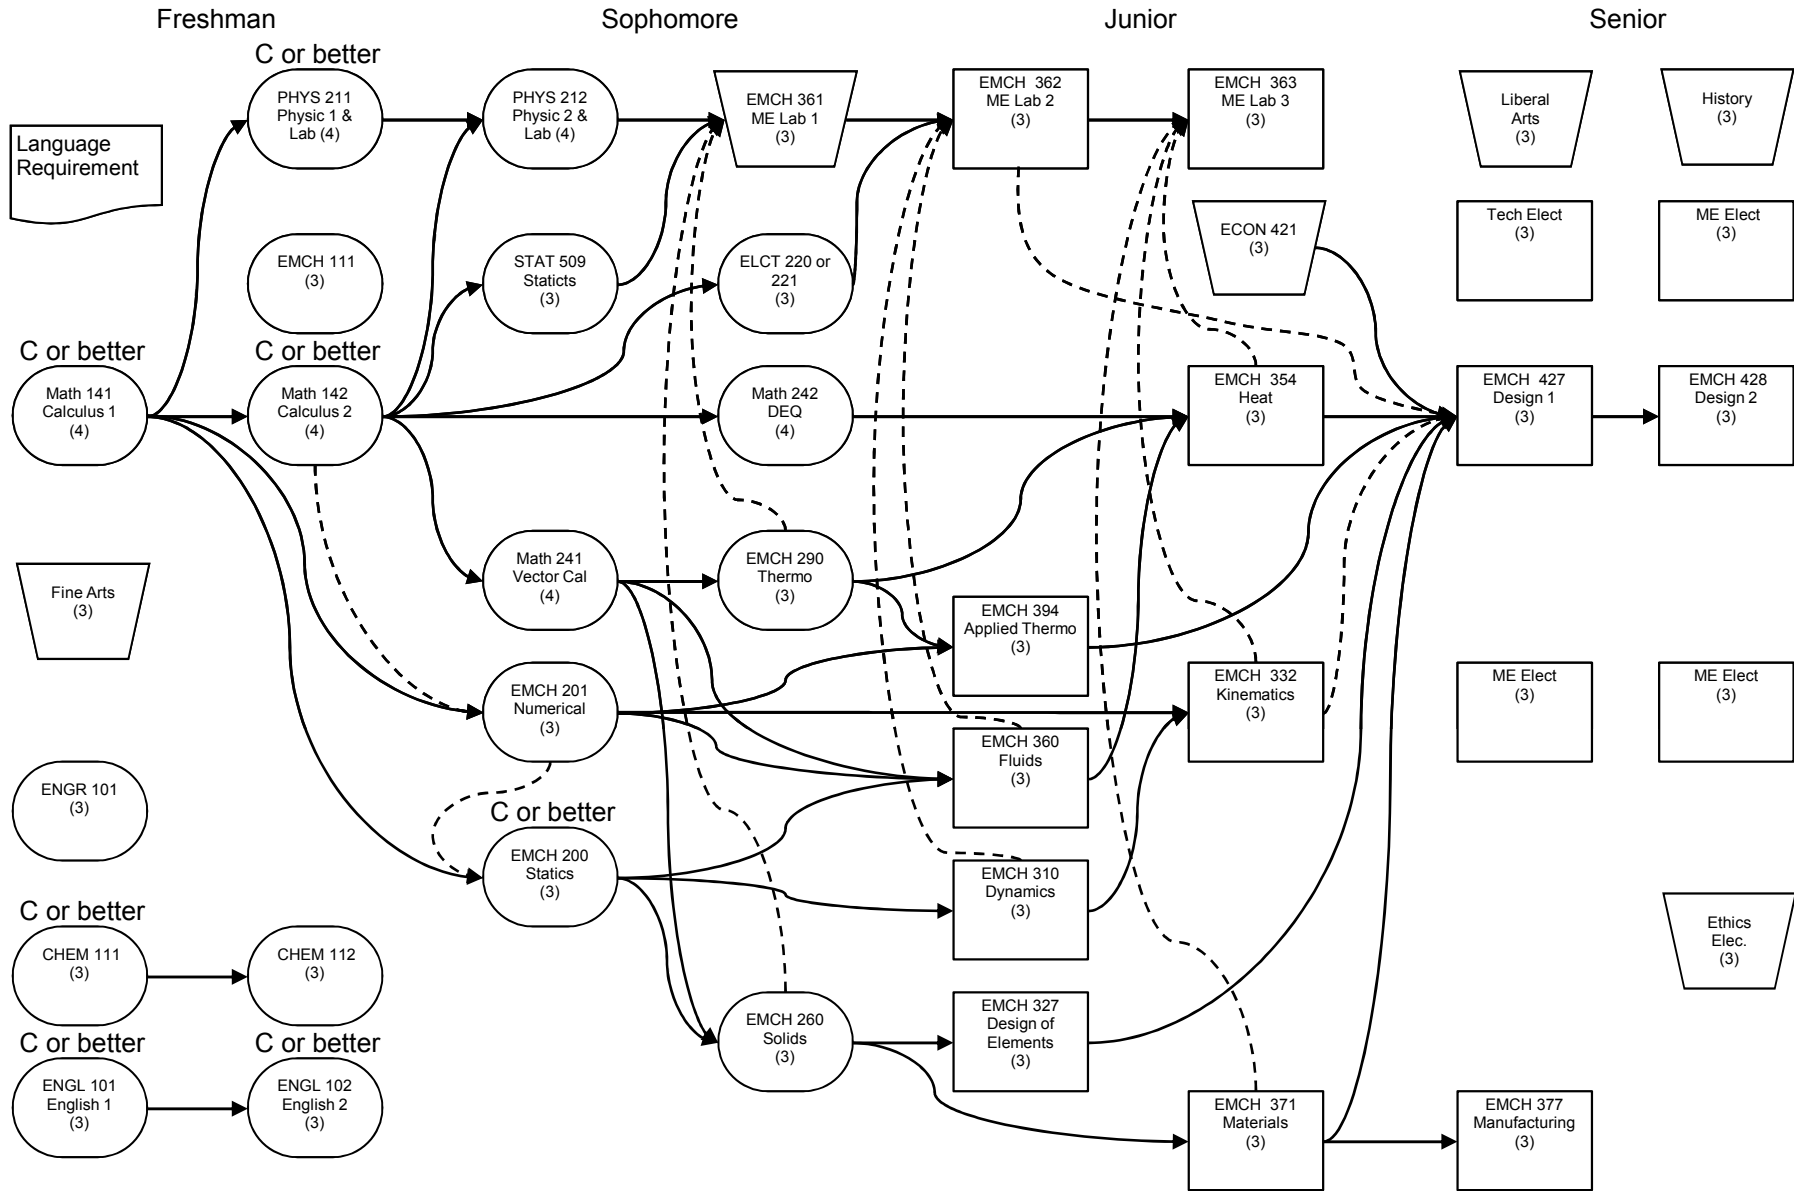 Freshman
Sophomore
Junior
Senior
C or better
PHYS 211
Physic 1 &
Lab (4)
PHYS 212
Physic 2 &
Lab (4)
EMCH 361
ME Lab 1
(3)
EMCH 362
ME Lab 2
(3)
EMCH 363
ME Lab 3
(3)
Liberal
Arts
(3)
History
(3)
Language
Requirement
EMCH 111
(3)
STAT 509
Staticts
(3)
ELCT 220 or
221
(3)
ECON 421
(3)
Tech Elect
(3)
ME Elect
(3)
C or better
Math 141
Calculus 1
(4)
C or better
Math 142
Calculus 2
(4)
Math 242
DEQ
(4)
EMCH 354
Heat
(3)
EMCH 427
Design 1
(3)
EMCH 428
Design 2
(3)
Fine Arts
(3)
Math 241
Vector Cal
(4)
EMCH 290
Thermo
(3)
EMCH 394
Applied Thermo
(3)
EMCH 201
Numerical
(3)
EMCH 332
Kinematics
(3)
ME Elect
(3)
ME Elect
(3)
EMCH 360
Fluids
(3)
ENGR 101
(3)
C or better
EMCH 200
Statics
(3)
EMCH 310
Dynamics
(3)
Ethics
Elec.
(3)
C or better
CHEM 111
(3)
CHEM 112
(3)
EMCH 260
Solids
(3)
EMCH 327
Design of
Elements
(3)
C or better
ENGL 101
English 1
(3)
C or better
ENGL 102
English 2
(3)
EMCH 371
Materials
(3)
EMCH 377
Manufacturing
(3)